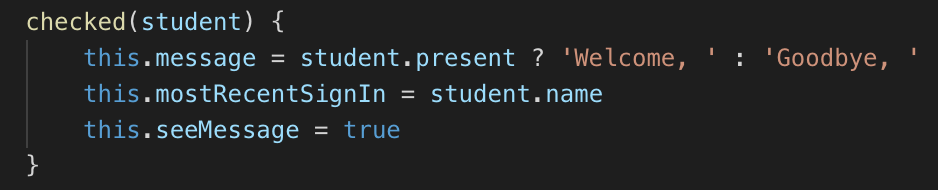 checked(student) {
    this.message = student.present ? 'Welcome, ' : 'Goodbye, '
    this.mostRecentSignIn = student.name
    this.seeMessage = true
}